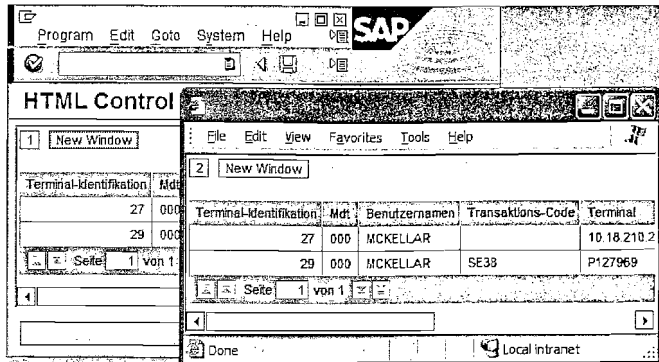 Program Edit Goto System Help
SAP
HTML Control
1 New Window
Terminal-Identifikation Mdt
27 000
29 000
Seite 1 von 1
File Edit View Favorites Tools Help
2 New Window
Terminal-Identifikation Mdt Benutzernamen Transaktions-Code Terminal
27 000 MCKELLAR 10.18.210.2
29 000 MCKELLAR SE38 P127969
Seite 1 von 1
Done Local intranet